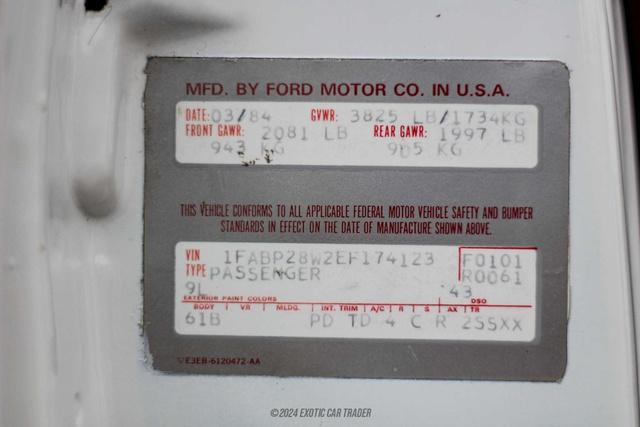 MFD. BY FORD MOTOR CO. IN U.S.A.
DATE: 03/84 GVWR: 3825 LB/1734KG
FRONT GAWR: 2081 LB REAR GAWR: 1997 LB
943 KG 905 KG
THIS VEHICLE CONFORMS TO ALL APPLICABLE FEDERAL MOTOR VEHICLE SAFETY AND BUMPER
STANDARDS IN EFFECT ON THE DATE OF MANUFACTURE SHOWN ABOVE.
VIN 1FABP28W2EF174123 F0101
TYPE PASSENGER R0061
9L 43
EXTERIOR PAINT COLORS DSO
BODY VR MLDG. INT. TRIM A/C R S AX TR
61B PD TD 4 C R 2SSXX
E3EB-6120472-AA
©2024 EXOTIC CAR TRADER